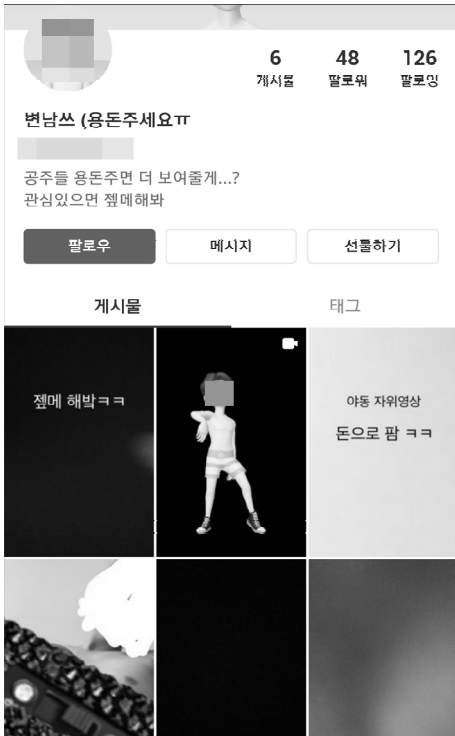 6 48 126
게시물 팔로워 팔로잉
변남쓰 (용돈주세요ㅠ
공주들 용돈주면 더 보여줄게...?
관심있으면 젶메해봐
팔로우 메시지 선물하기
게시물 태그
젶메 해봨ㅋㅋ
야동 자위영상
돈으로 팜 ㅋㅋ